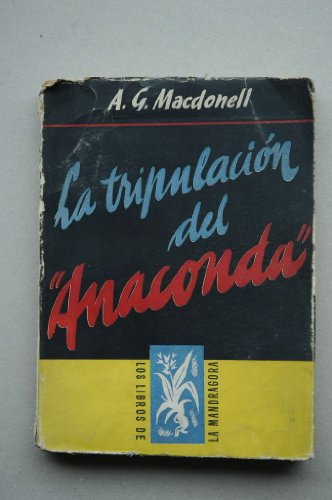 A. G. Macdonell
La tripulación
del
"Anaconda"
LOS LIBROS DE
LA MANDRAGORA